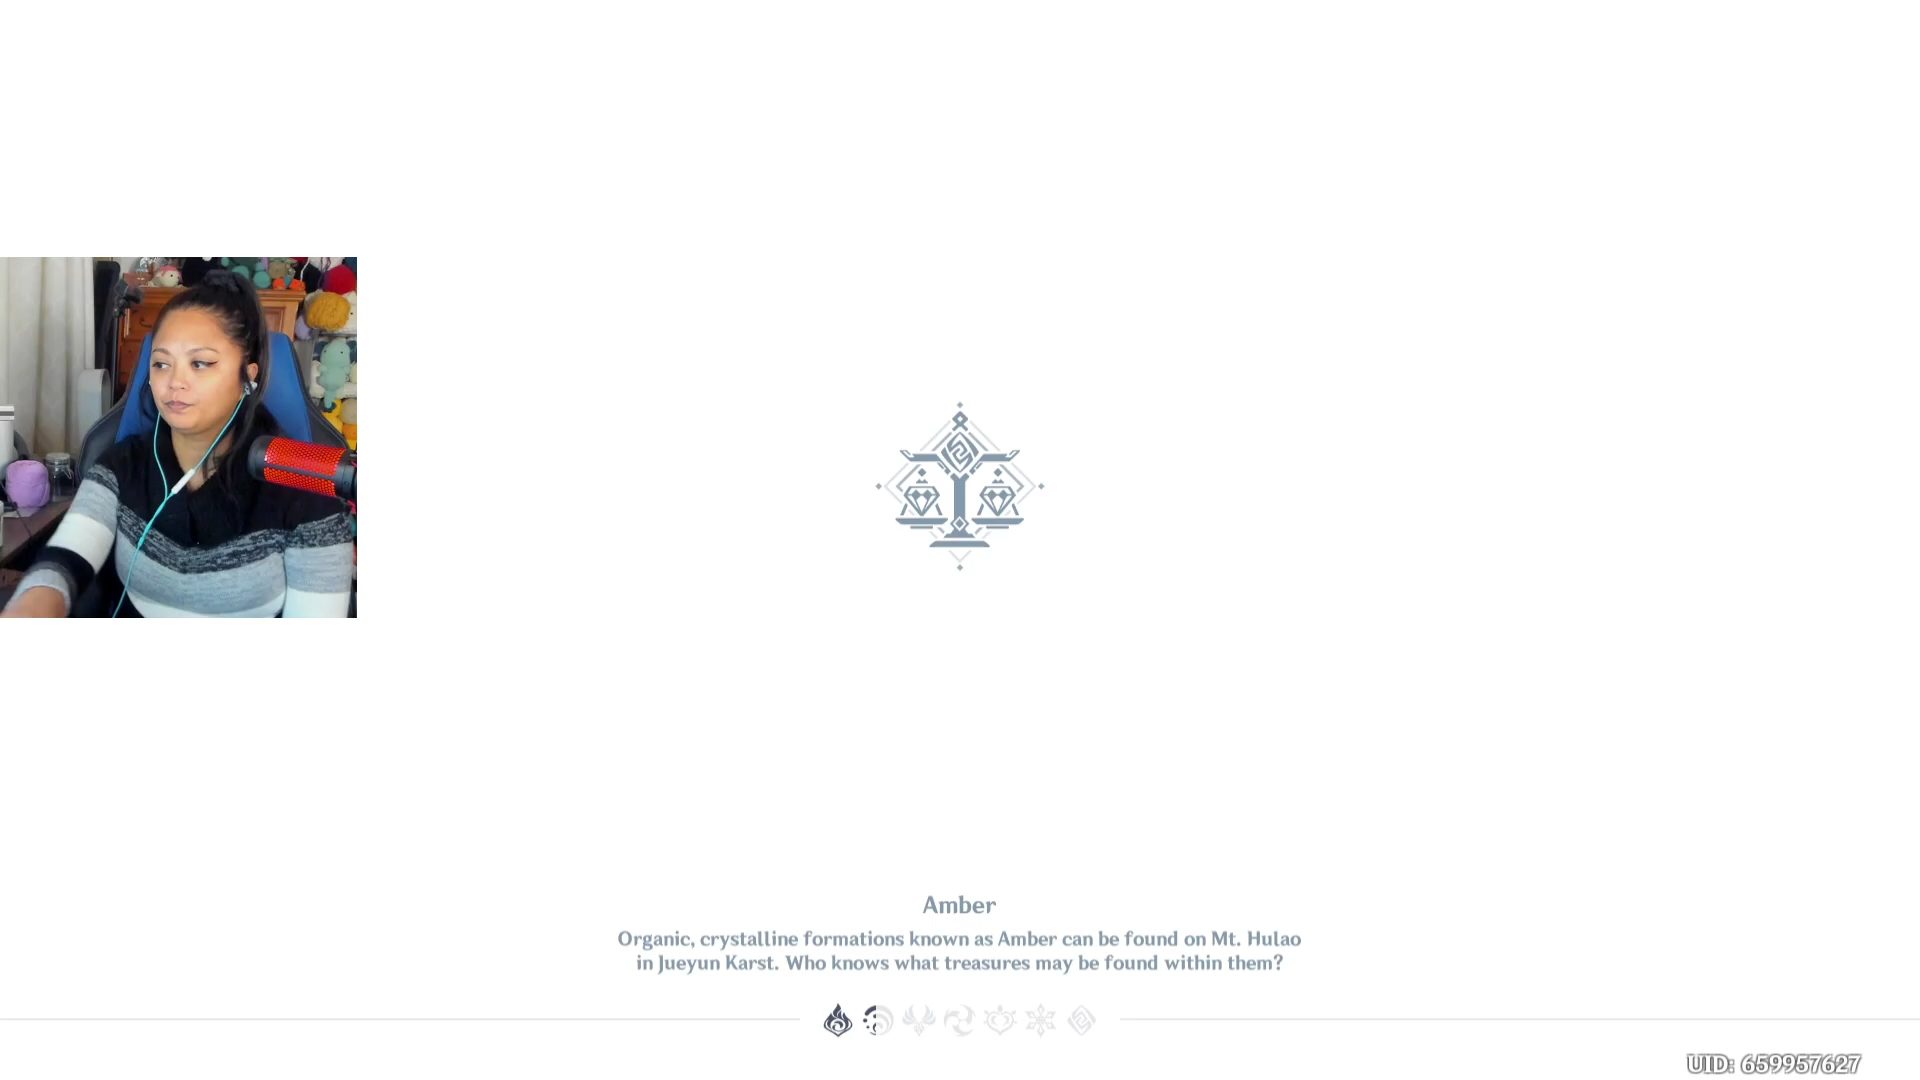 Amber
Organic, crystalline formations known as Amber can be found on Mt. Hulao
in Jueyun Karst. Who knows what treasures may be found within them?
UID: 659957627